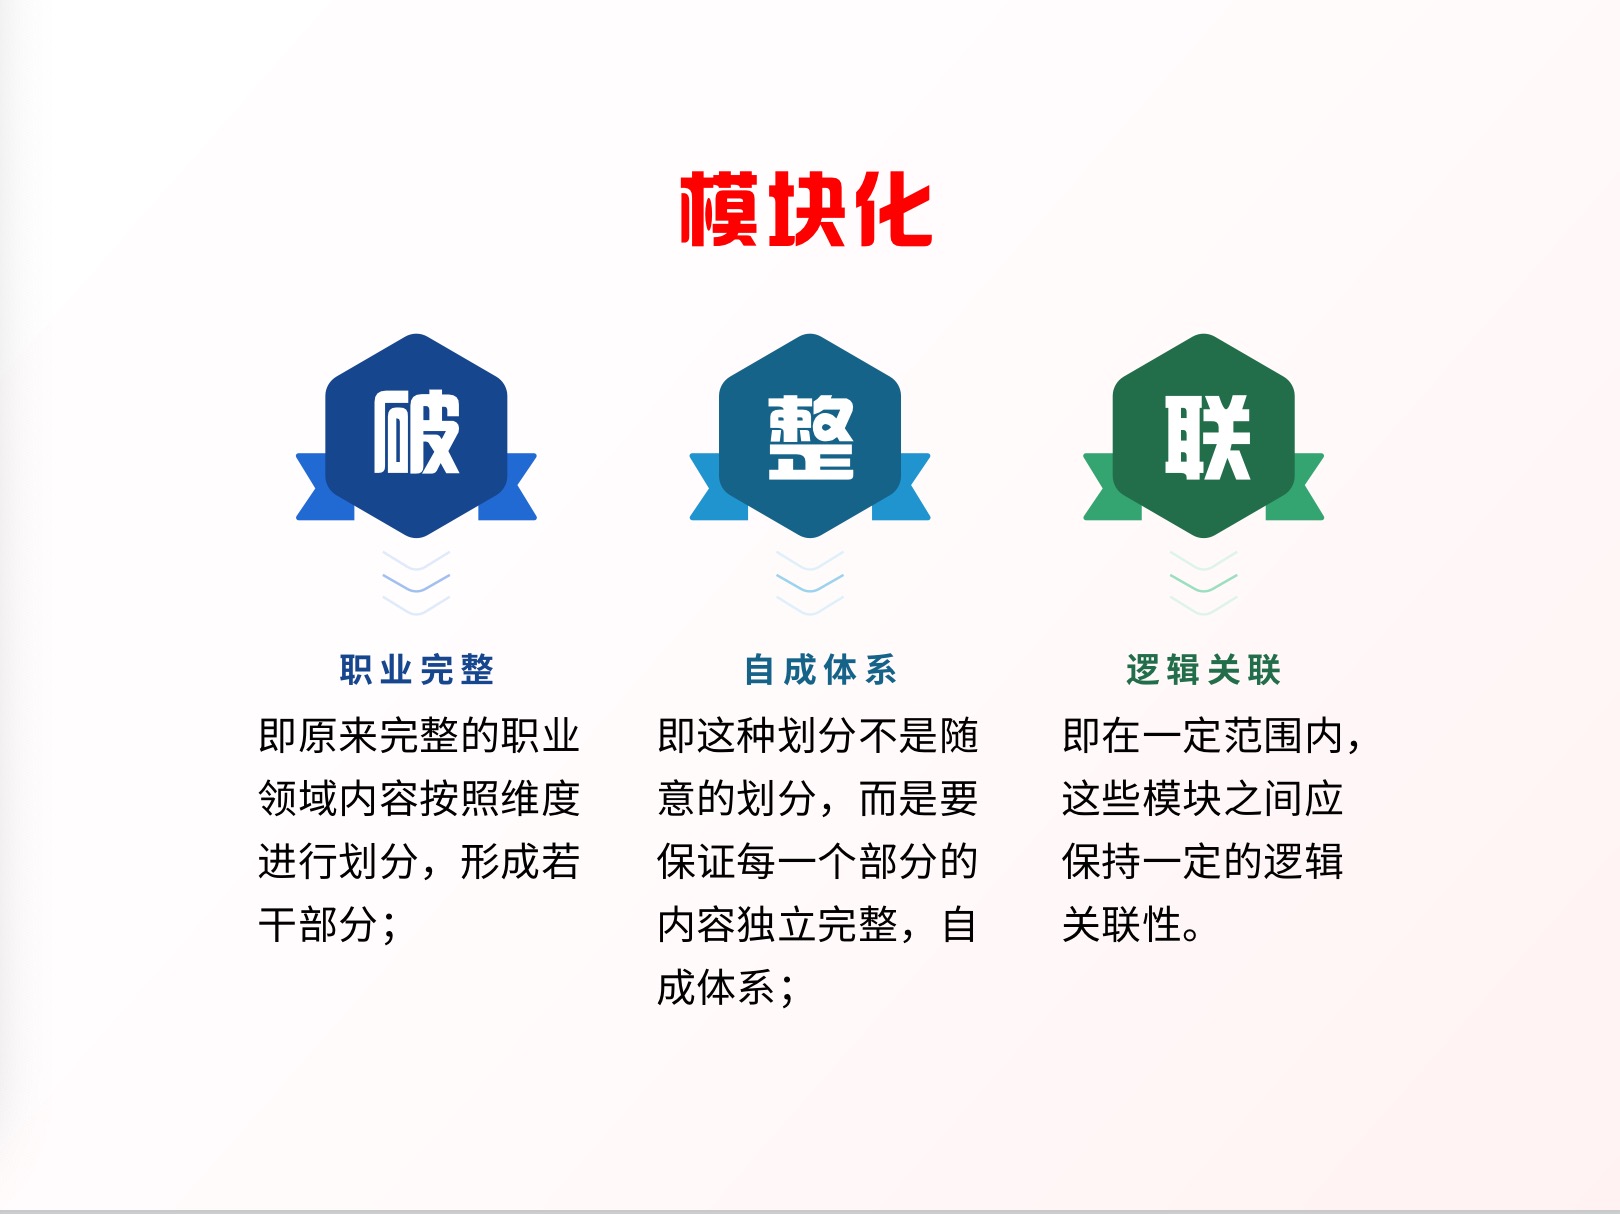 模块化
破
整
联
职业完整
自成体系
逻辑关联
即原来完整的职业
领域内容按照维度
进行划分，形成若
干部分；
即这种划分不是随
意的划分，而是要
保证每一个部分的
内容独立完整，自
成体系；
即在一定范围内，
这些模块之间应
保持一定的逻辑
关联性。